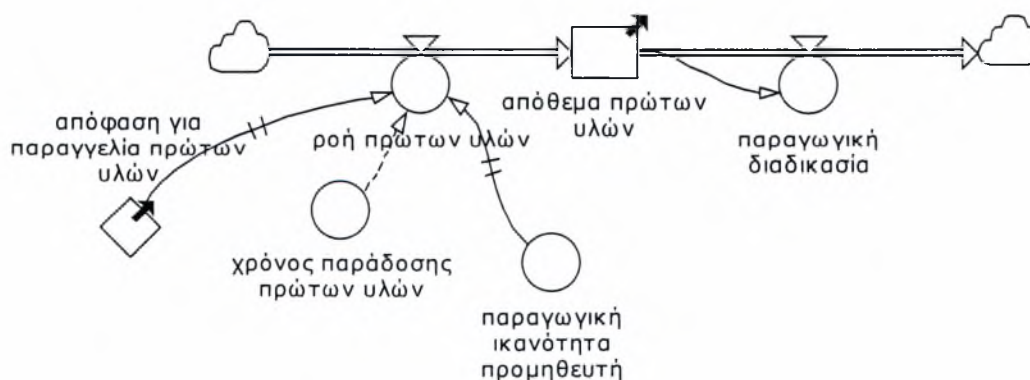 απόφαση για
παραγγελία πρώτων
υλών
ροή πρώτων υλών
απόθεμα πρώτων
υλών
παραγωγική
διαδικασία
χρόνος παράδοσης
πρώτων υλών
παραγωγική
ικανότητα
προμηθευτή